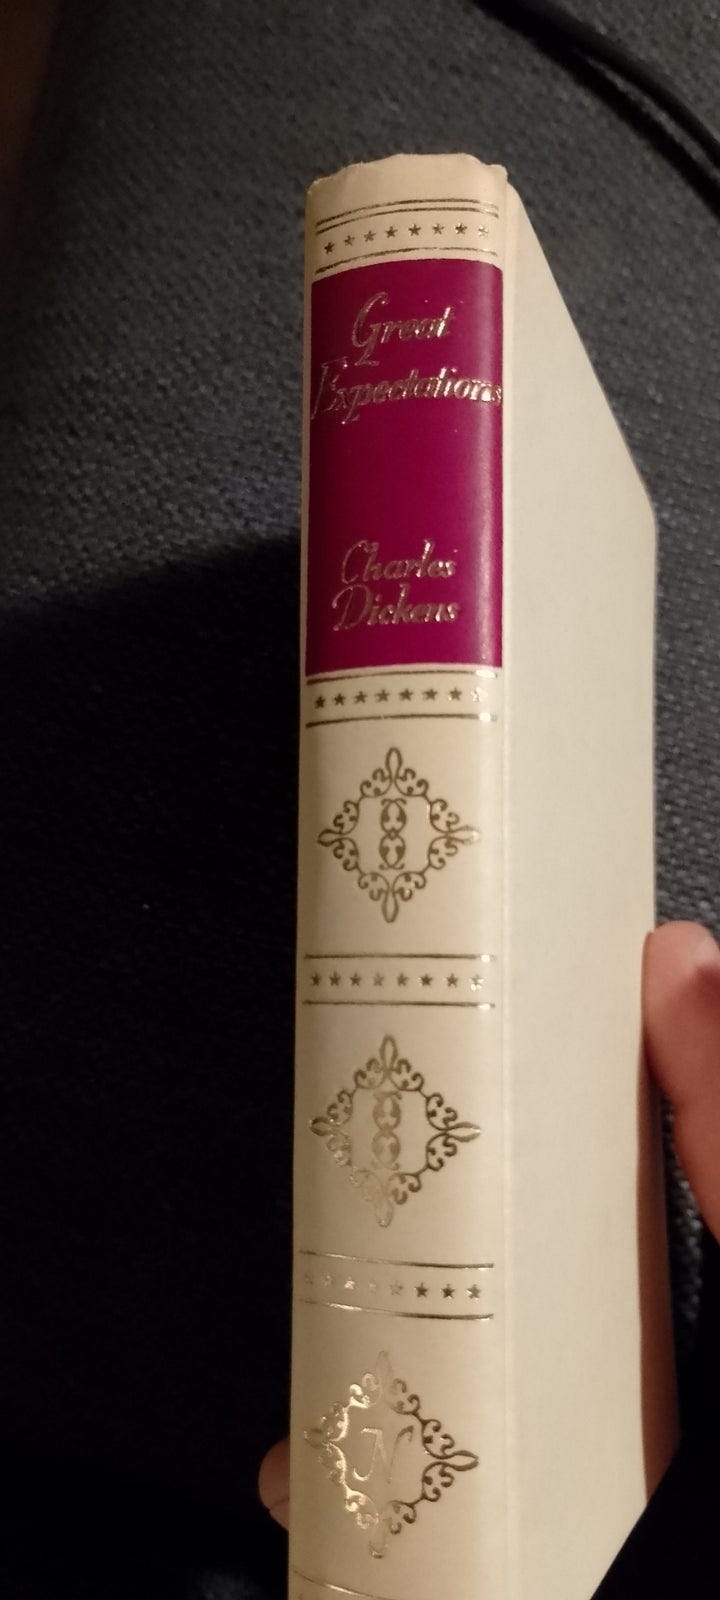 Great
Expectations
Charles
Dickens
N